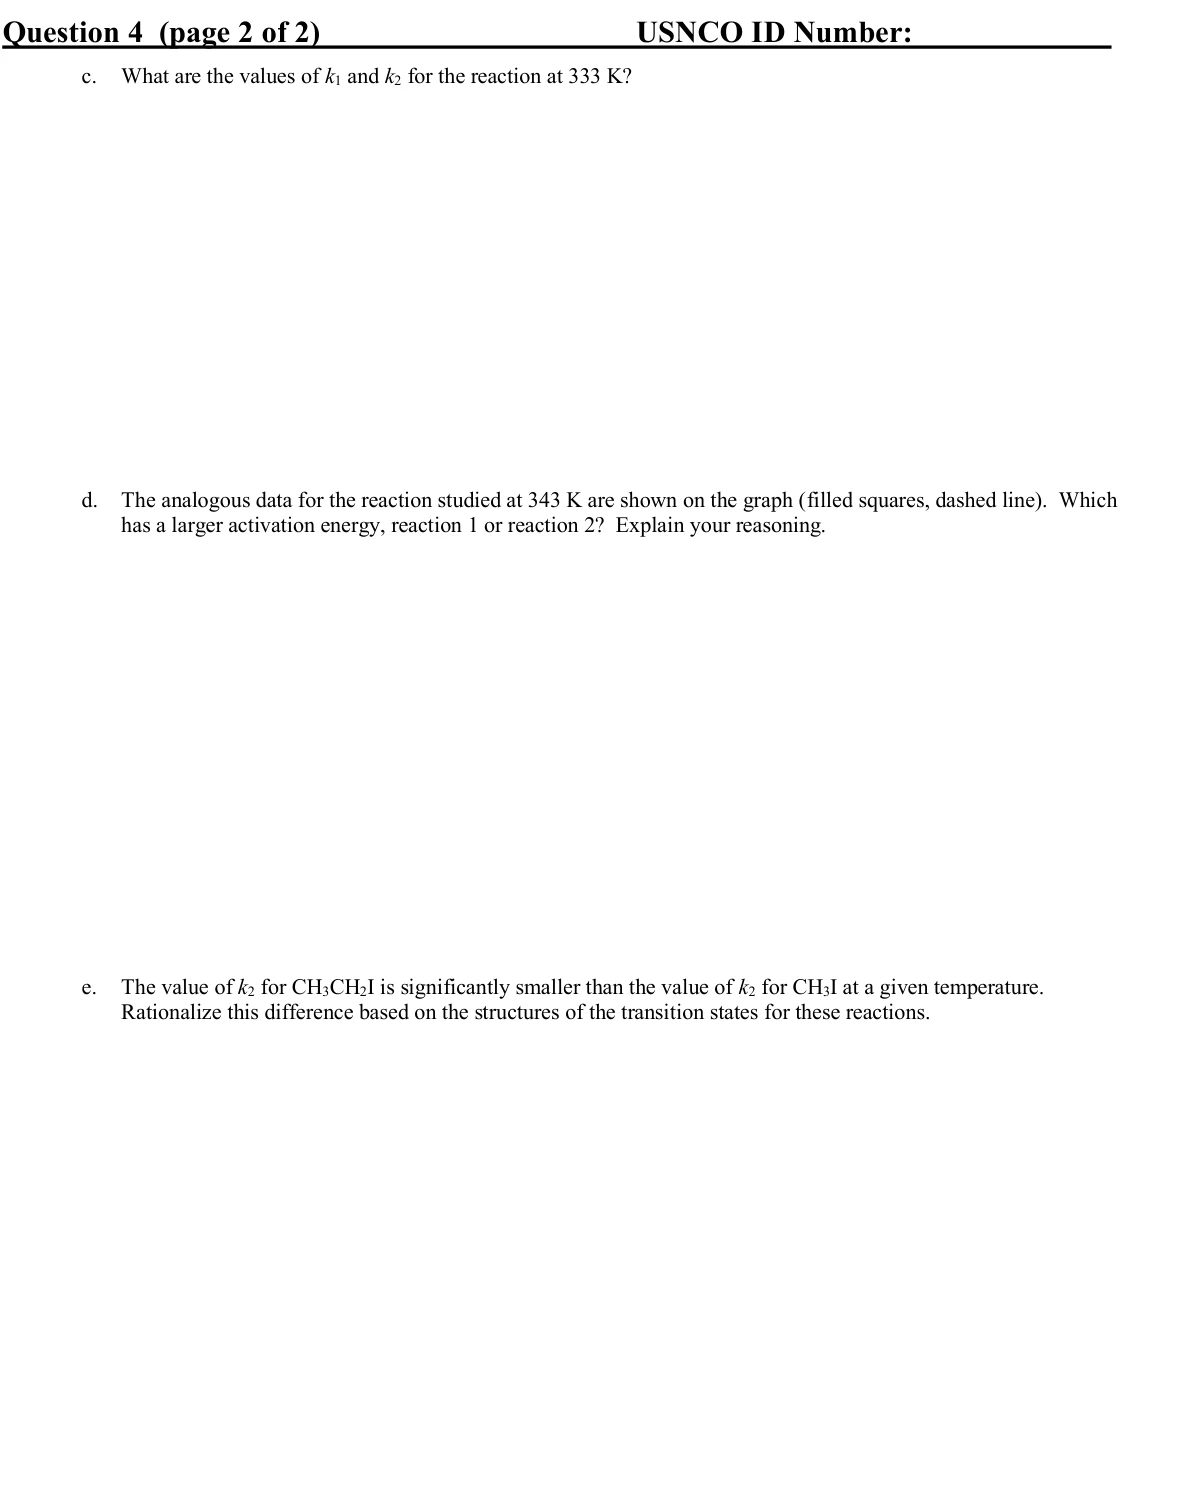 Question 4 (page 2 of 2) USNCO ID Number:
c. What are the values of k₁ and k₂ for the reaction at 333 K?
d. The analogous data for the reaction studied at 343 K are shown on the graph (filled squares, dashed line). Which
has a larger activation energy, reaction 1 or reaction 2? Explain your reasoning.
e. The value of k₂ for CH₃CH₂I is significantly smaller than the value of k₂ for CH₃I at a given temperature.
Rationalize this difference based on the structures of the transition states for these reactions.